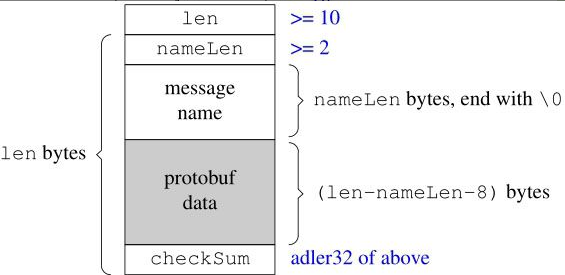 len >= 10
nameLen >= 2
message
name
nameLen bytes, end with \0
len bytes
protobuf
data
(len-nameLen-8) bytes
checkSum adler32 of above